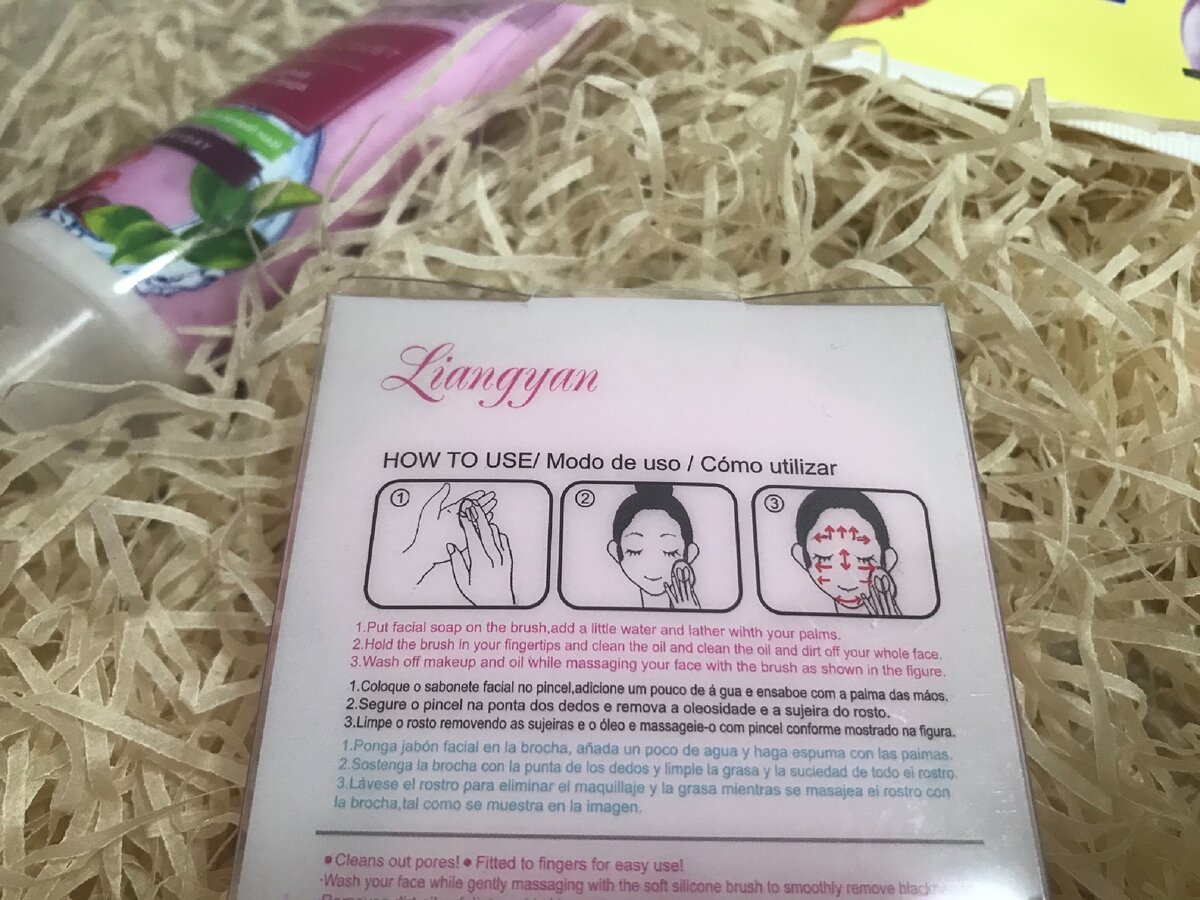 Liangyan
HOW TO USE/ Modo de uso / Cómo utilizar
1 2 3
1.Put facial soap on the brush,add a little water and lather wihth your palms.
2.Hold the brush in your fingertips and clean the oil and clean the oil and dirt off your whole face.
3.Wash off makeup and oil while massaging your face with the brush as shown in the figure.
1.Coloque o sabonete facial no pincel,adicione um pouco de á gua e ensaboe com a palma das máos.
2.Segure o pincel na ponta dos dedos e remova a oleosidade e a sujeira do rosto.
3.Limpe o rosto removendo as sujeiras e o óleo e massageie-o com pincel conforme mostrado na figura.
1.Ponga jabón facial en la brocha, añada un poco de agua y haga espuma con las paimas.
2.Sostenga la brocha con la punta de los dedos y limple la grasa y la suciedad de todo ei rostro.
3.Lávese el rostro para eliminar el maquillaje y la grasa mientras se masajea ei rostro con
la brocha,tal como se muestra en la imagen.
• Cleans out pores! • Fitted to fingers for easy use!
·Wash your face while gently massaging with the soft silicone brush to smoothly remove